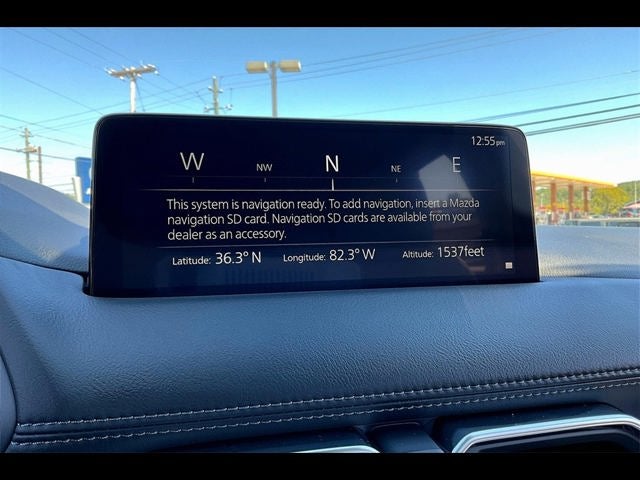 12:55pm
W NW N NE E
This system is navigation ready. To add navigation, insert a Mazda
navigation SD card. Navigation SD cards are available from your
dealer as an accessory.
Latitude: 36.3° N Longitude: 82.3° W Altitude: 1537feet